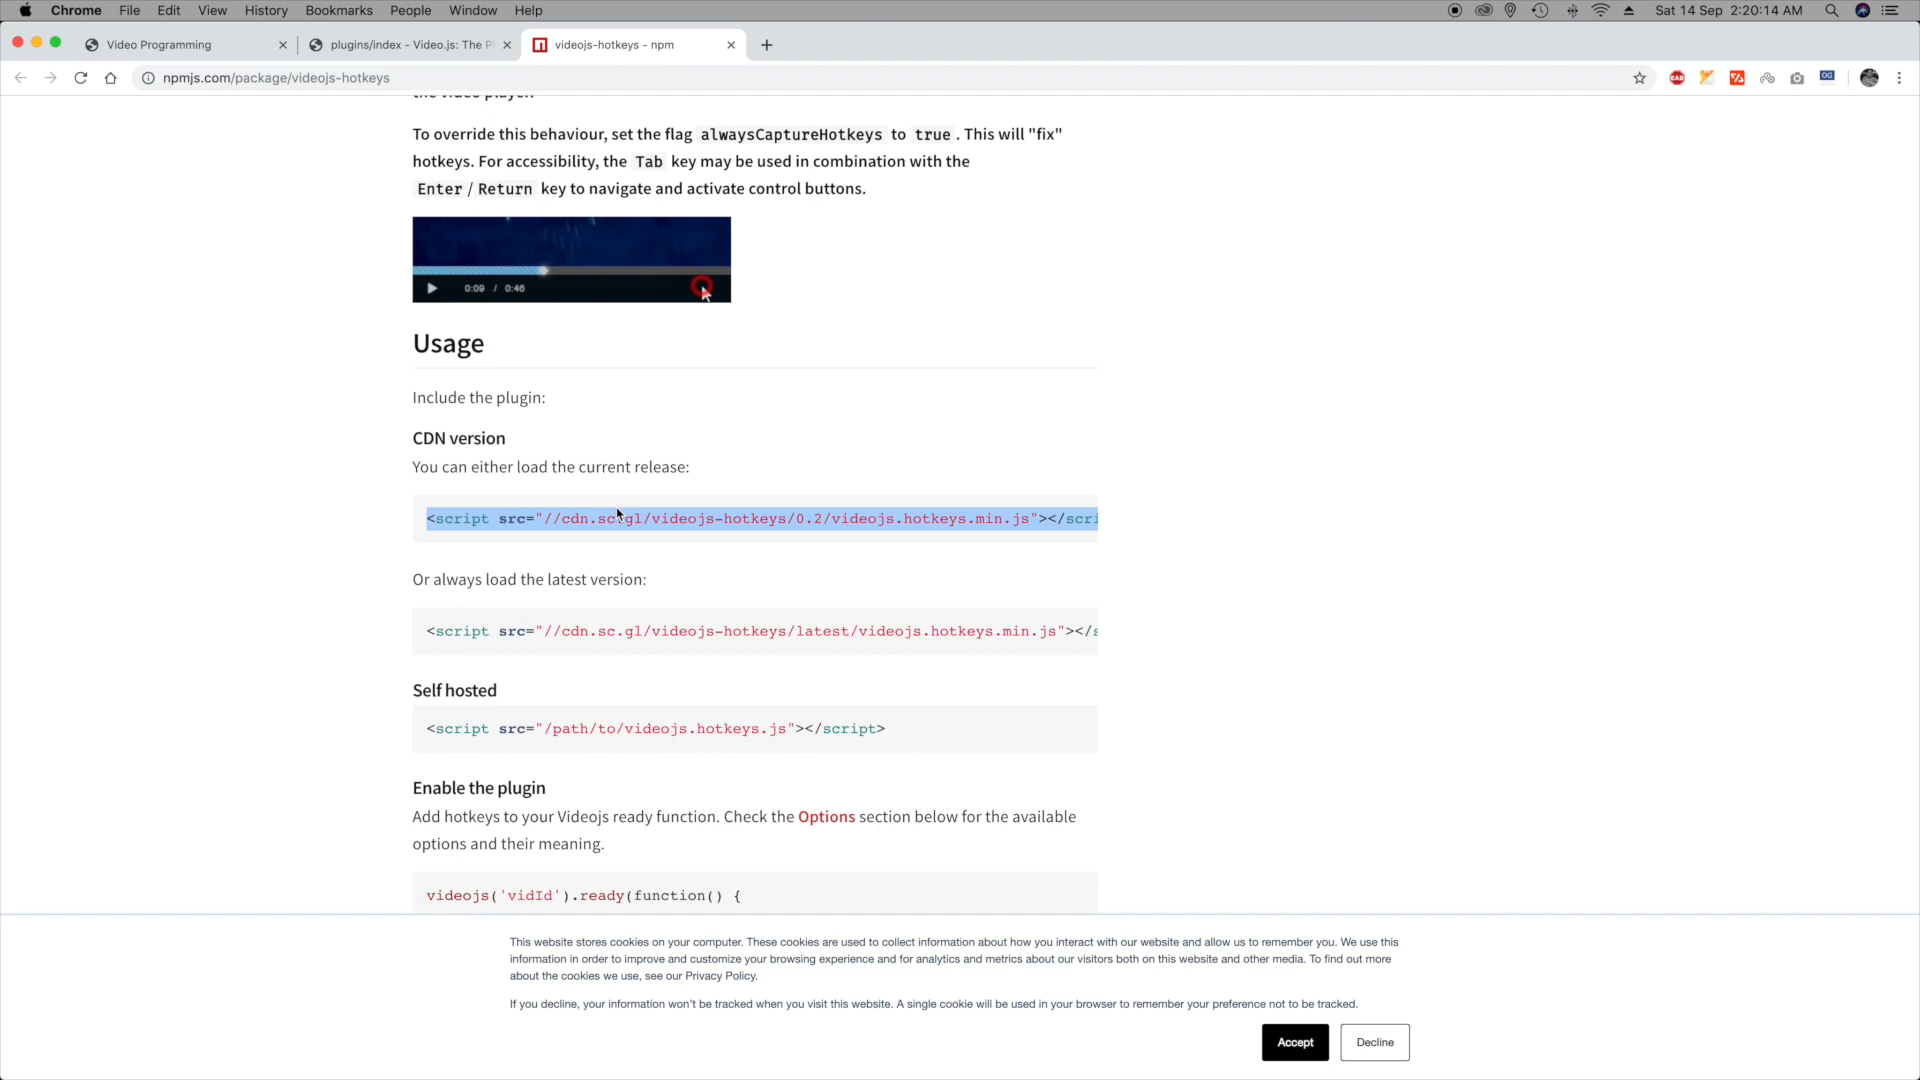 Chrome File Edit View History Bookmarks People Window Help Sat 14 Sep 2:20:14 AM
Video Programming plugins/index - Video.js: The P videojs-hotkeys - npm
npmjs.com/package/videojs-hotkeys
the video player.
To override this behaviour, set the flag alwaysCaptureHotkeys to true . This will "fix"
hotkeys. For accessibility, the Tab key may be used in combination with the
Enter / Return key to navigate and activate control buttons.
0:09 / 0:46
Usage
Include the plugin:
CDN version
You can either load the current release:
<script src="//cdn.sc.gl/videojs-hotkeys/0.2/videojs.hotkeys.min.js"></scri
Or always load the latest version:
<script src="//cdn.sc.gl/videojs-hotkeys/latest/videojs.hotkeys.min.js"></s
Self hosted
<script src="/path/to/videojs.hotkeys.js"></script>
Enable the plugin
Add hotkeys to your Videojs ready function. Check the Options section below for the available
options and their meaning.
videojs('vidId').ready(function() {
This website stores cookies on your computer. These cookies are used to collect information about how you interact with our website and allow us to remember you. We use this
information in order to improve and customize your browsing experience and for analytics and metrics about our visitors both on this website and other media. To find out more
about the cookies we use, see our Privacy Policy.
If you decline, your information won't be tracked when you visit this website. A single cookie will be used in your browser to remember your preference not to be tracked.
Accept Decline